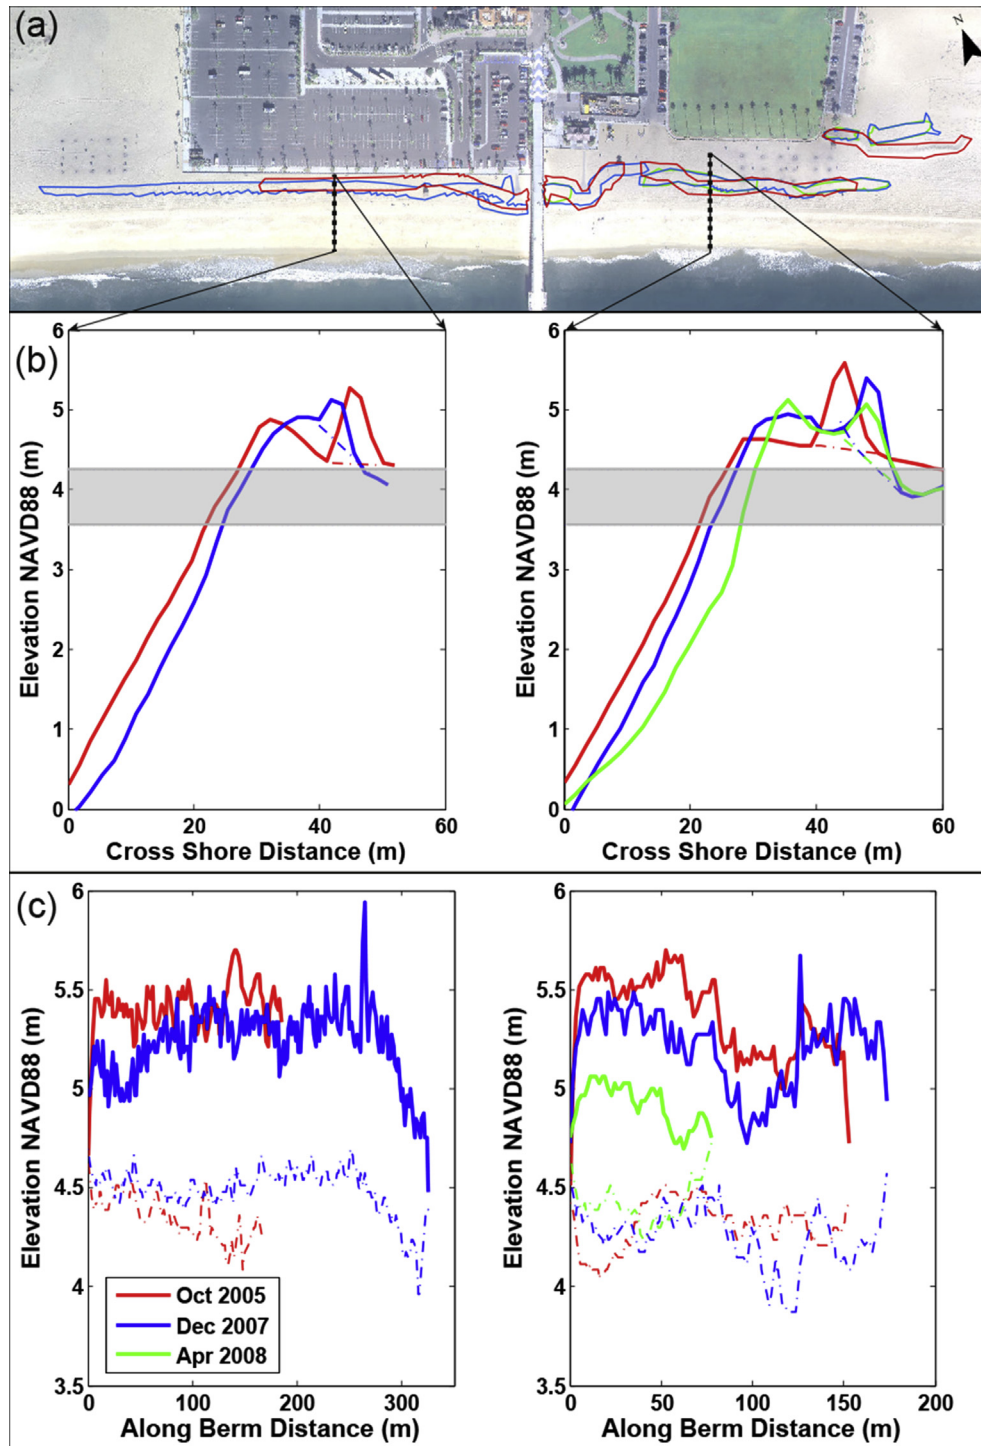 (a)
N
(b)
6
5
4
3
2
1
0
Elevation NAVD88 (m)
0 20 40 60
Cross Shore Distance (m)
6
5
4
3
2
1
0
Elevation NAVD88 (m)
0 20 40 60
Cross Shore Distance (m)
(c)
6
5.5
5
4.5
4
3.5
Elevation NAVD88 (m)
Oct 2005
Dec 2007
Apr 2008
0 100 200 300
Along Berm Distance (m)
6
5.5
5
4.5
4
3.5
Elevation NAVD88 (m)
0 50 100 150 200
Along Berm Distance (m)